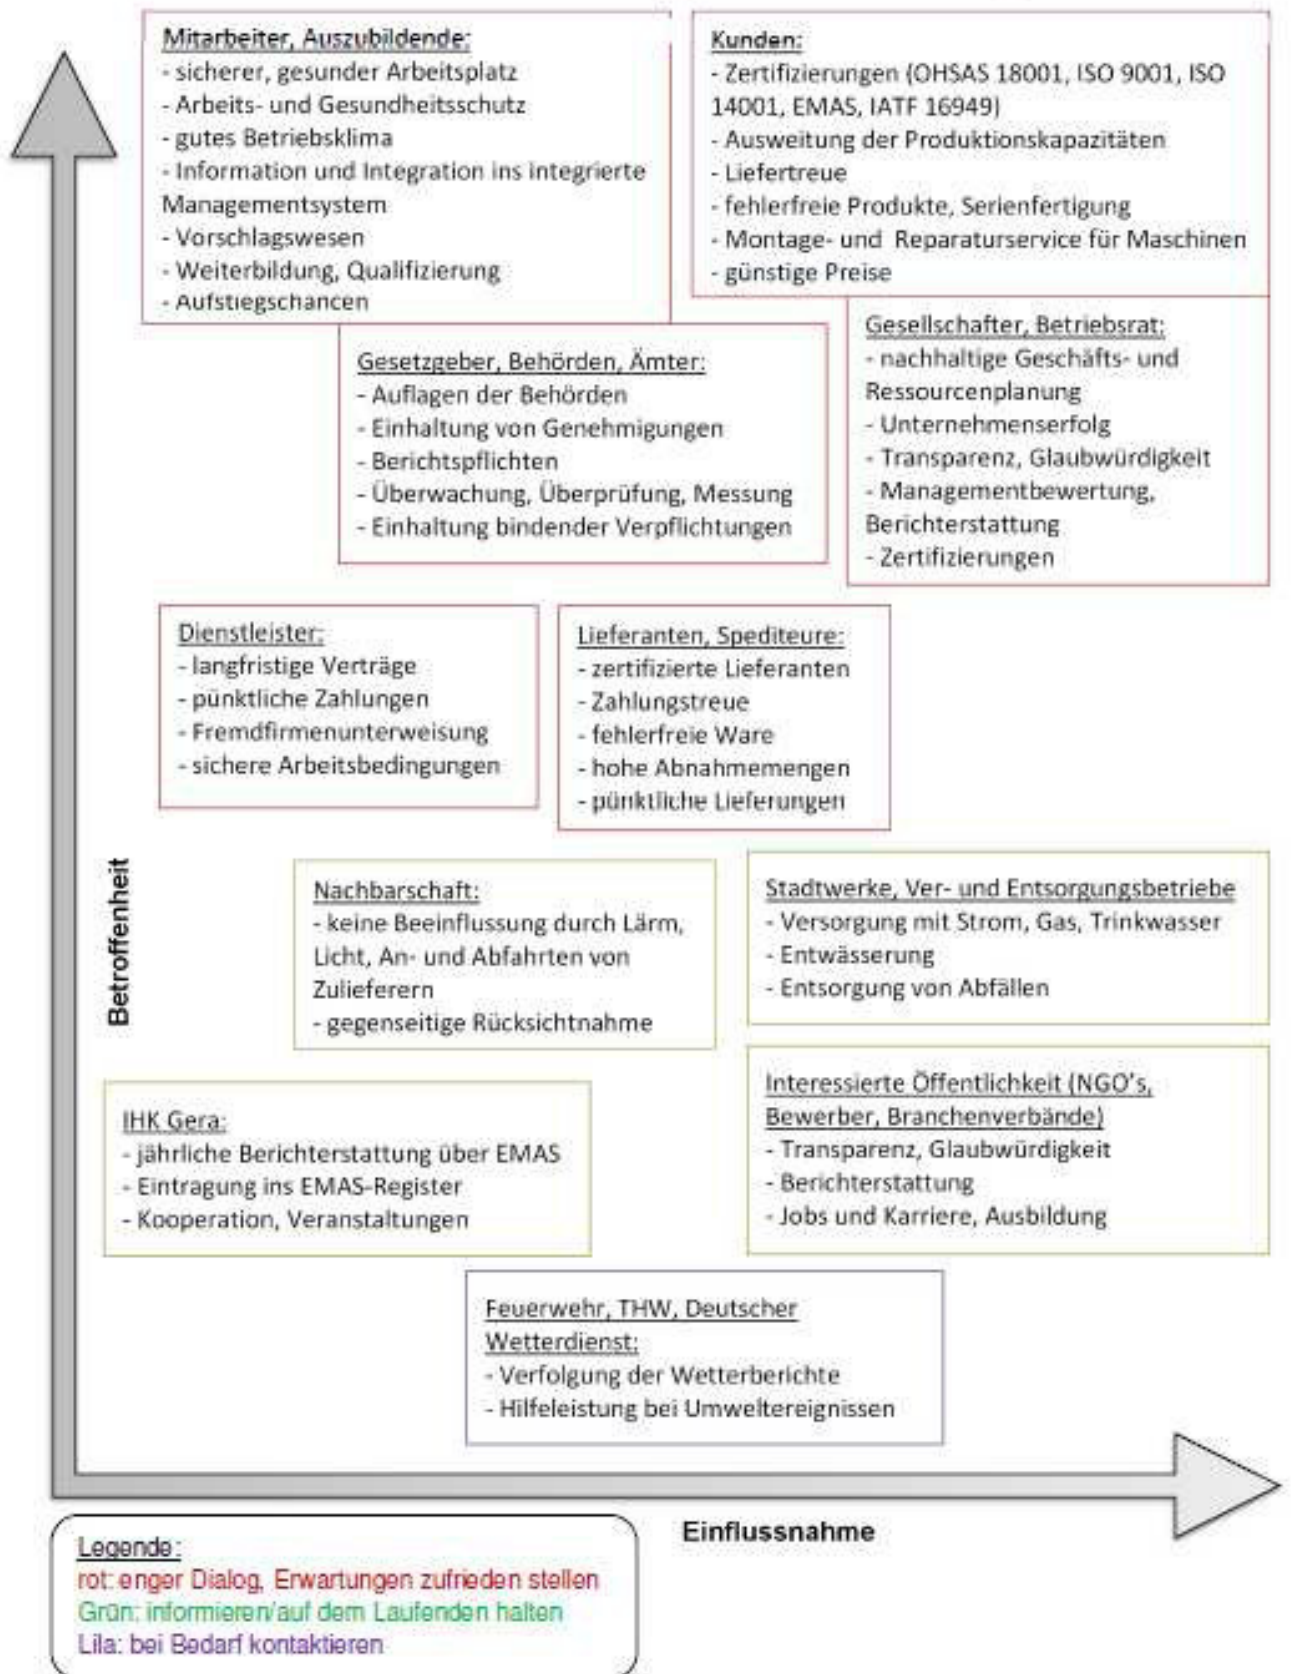 Mitarbeiter, Auszubildende:
- sicherer, gesunder Arbeitsplatz
- Arbeits- und Gesundheitsschutz
- gutes Betriebsklima
- Information und Integration ins integrierte
Managementsystem
- Vorschlagswesen
- Weiterbildung, Qualifizierung
- Aufstiegschancen
Kunden:
- Zertifizierungen (OHSAS 18001, ISO 9001, ISO
14001, EMAS, IATF 16949)
- Ausweitung der Produktionskapazitäten
- Liefertreue
- fehlerfreie Produkte, Serienfertigung
- Montage- und Reparaturservice für Maschinen
- günstige Preise
Gesetzgeber, Behörden, Ämter:
- Auflagen der Behörden
- Einhaltung von Genehmigungen
- Berichtspflichten
- Überwachung, Überprüfung, Messung
- Einhaltung bindender Verpflichtungen
Gesellschafter, Betriebsrat:
- nachhaltige Geschäfts- und
Ressourcenplanung
- Unternehmenserfolg
- Transparenz, Glaubwürdigkeit
- Managementbewertung,
Berichterstattung
- Zertifizierungen
Dienstleister:
- langfristige Verträge
- pünktliche Zahlungen
- Fremdfirmenunterweisung
- sichere Arbeitsbedingungen
Lieferanten, Spediteure:
- zertifizierte Lieferanten
- Zahlungstreue
- fehlerfreie Ware
- hohe Abnahmemengen
- pünktliche Lieferungen
Betroffenheit
Nachbarschaft:
- keine Beeinflussung durch Lärm,
Licht, An- und Abfahrten von
Zulieferern
- gegenseitige Rücksichtnahme
Stadtwerke, Ver- und Entsorgungsbetriebe
- Versorgung mit Strom, Gas, Trinkwasser
- Entwässerung
- Entsorgung von Abfällen
IHK Gera:
- jährliche Berichterstattung über EMAS
- Eintragung ins EMAS-Register
- Kooperation, Veranstaltungen
Interessierte Öffentlichkeit (NGO's,
Bewerber, Branchenverbände)
- Transparenz, Glaubwürdigkeit
- Berichterstattung
- Jobs und Karriere, Ausbildung
Feuerwehr, THW, Deutscher
Wetterdienst:
- Verfolgung der Wetterberichte
- Hilfeleistung bei Umweltereignissen
Einflussnahme
Legende:
rot: enger Dialog, Erwartungen zufrieden stellen
Grün: informieren/auf dem Laufenden halten
Lila: bei Bedarf kontaktieren